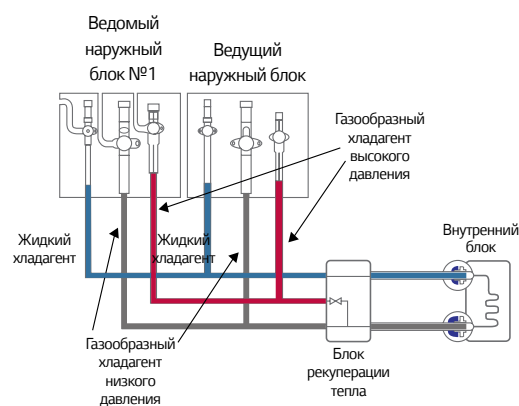 Ведомый
наружный
блок №1
Ведущий
наружный блок
Газообразный
хладагент
высокого
давления
Жидкий
хладагент
Жидкий
хладагент
Внутренний
блок
Газообразный
хладагент
низкого
давления
Блок
рекуперации
тепла